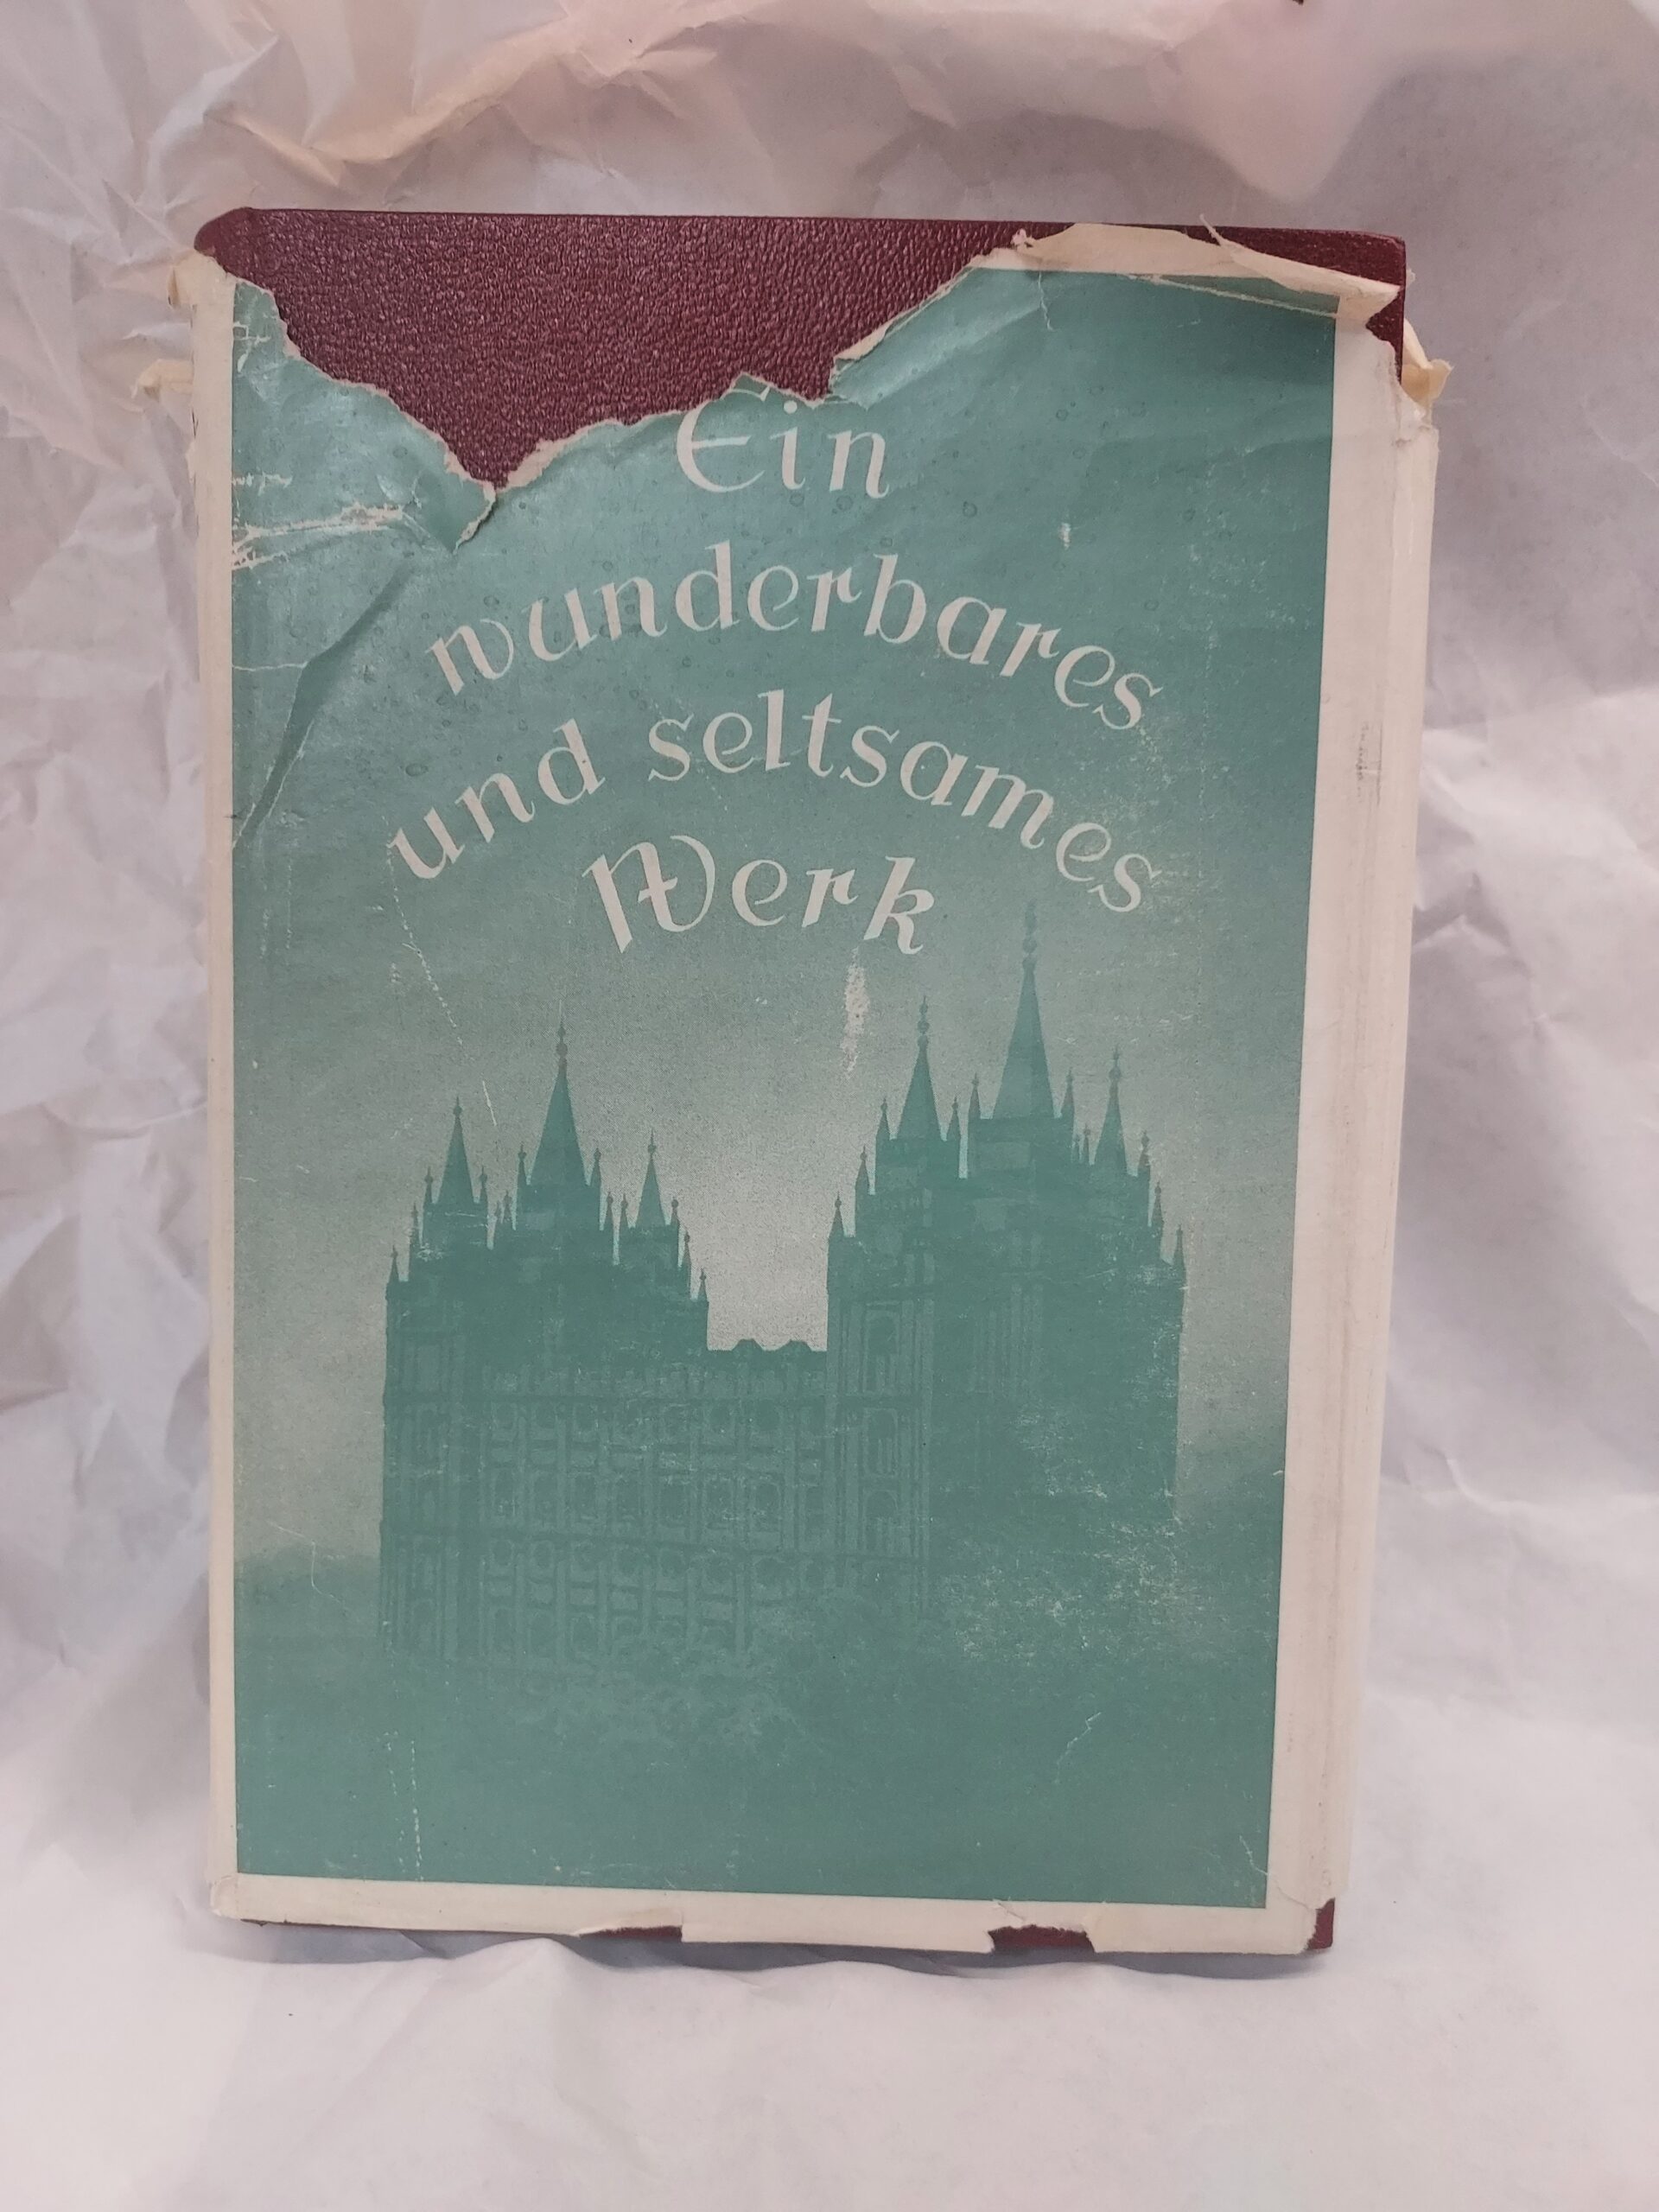 Ein
wunderbares
und seltsames
Werk